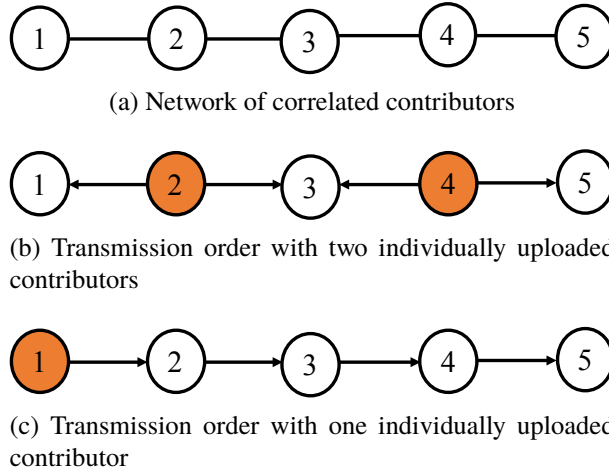 1 2 3 4 5
(a) Network of correlated contributors
1 2 3 4 5
(b) Transmission order with two individually uploaded
contributors
1 2 3 4 5
(c) Transmission order with one individually uploaded
contributor